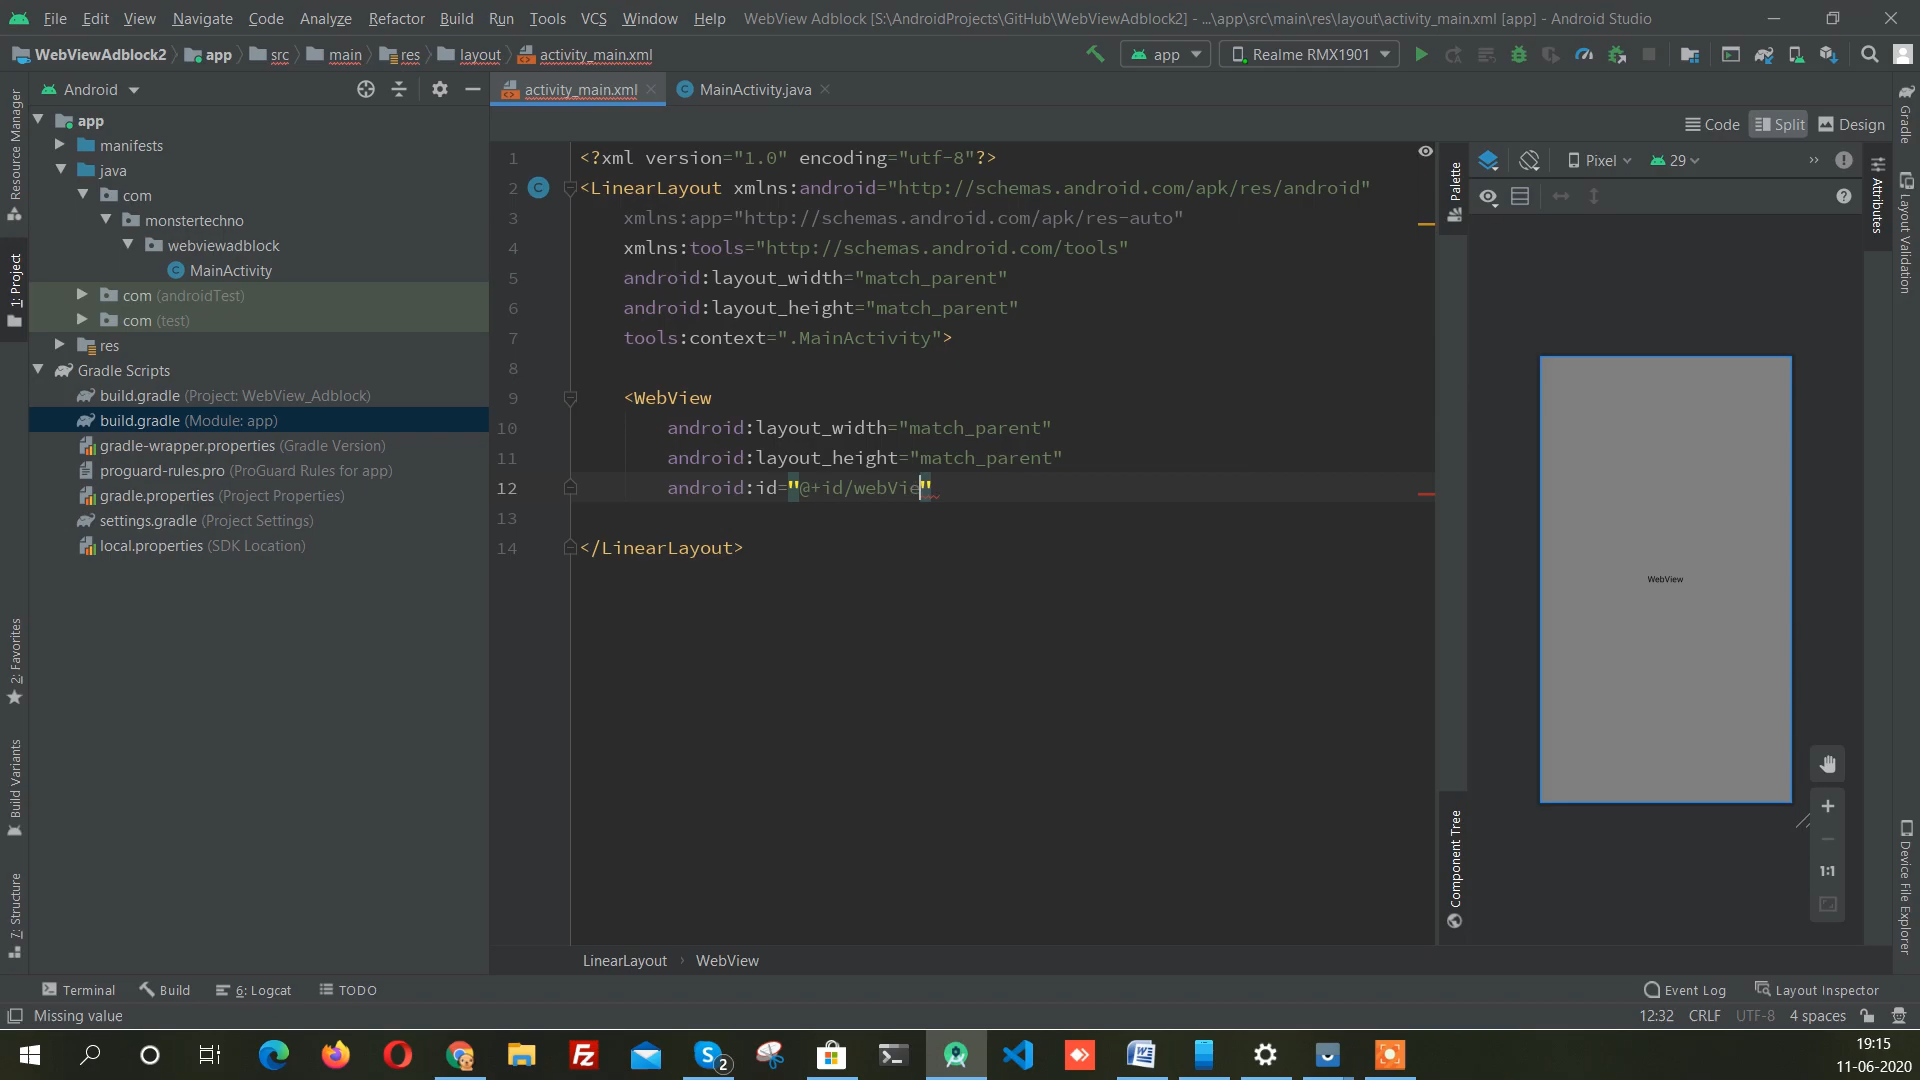 File Edit View Navigate Code Analyze Refactor Build Run Tools VCS Window Help WebView Adblock [S:\AndroidProjects\GitHub\WebViewAdblock2] - ...\app\src\main\res\layout\activity_main.xml [app] - Android Studio
WebViewAdblock2 app src main res layout activity_main.xml app Realme RMX1901
Android activity_main.xml MainActivity.java
Code Split Design
Resource Manager
1: Project
2: Favorites
Build Variants
7: Structure
app
manifests
java
com
monstertechno
webviewadblock
MainActivity
com (androidTest)
com (test)
res
Gradle Scripts
build.gradle (Project: WebView_Adblock)
build.gradle (Module: app)
gradle-wrapper.properties (Gradle Version)
proguard-rules.pro (ProGuard Rules for app)
gradle.properties (Project Properties)
settings.gradle (Project Settings)
local.properties (SDK Location)
1 <?xml version="1.0" encoding="utf-8"?>
2 <LinearLayout xmlns:android="http://schemas.android.com/apk/res/android"
3 xmlns:app="http://schemas.android.com/apk/res-auto"
4 xmlns:tools="http://schemas.android.com/tools"
5 android:layout_width="match_parent"
6 android:layout_height="match_parent"
7 tools:context=".MainActivity">
8
9 <WebView
10 android:layout_width="match_parent"
11 android:layout_height="match_parent"
12 android:id="@+id/webVie"
13
14 </LinearLayout>
LinearLayout › WebView
Palette
Component Tree
Pixel 29 »
WebView
1:1
Attributes
Gradle
Layout Validation
Device File Explorer
Terminal Build 6: Logcat TODO Event Log Layout Inspector
Missing value 12:32 CRLF UTF-8 4 spaces
2
19:15
11-06-2020